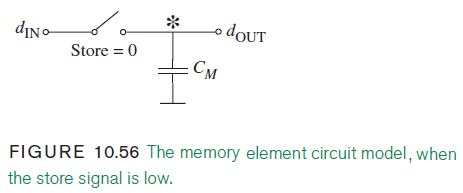 dIN
*
dOUT
Store = 0
CM
FIGURE 10.56 The memory element circuit model, when
the store signal is low.